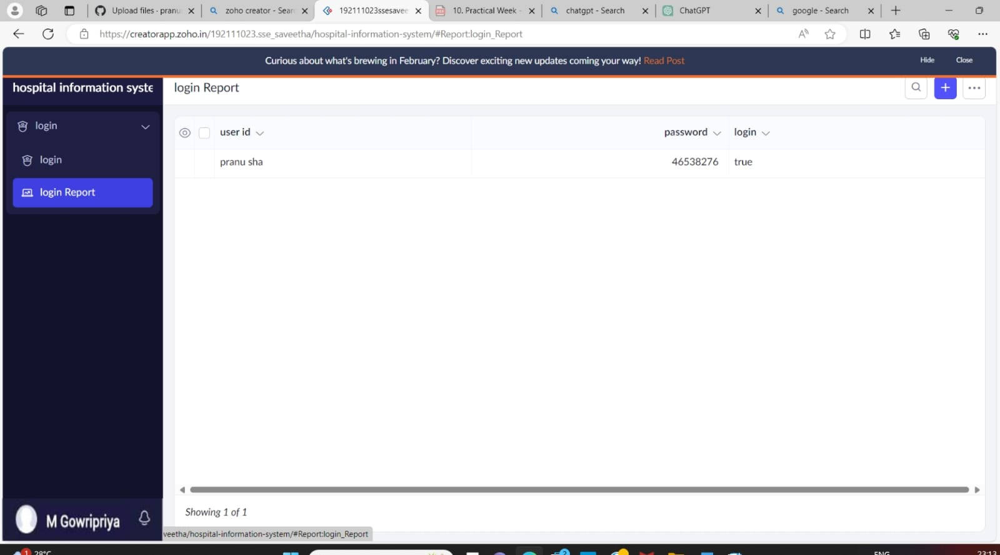 Upload files · pranu
zoho creator - Sear
192111023ssesavee
10. Practical Week -
chatgpt - Search
ChatGPT
google - Search
https://creatorapp.zoho.in/192111023.sse_saveetha/hospital-information-system/#Report:login_Report
Curious about what's brewing in February? Discover exciting new updates coming your way! Read Post
Hide
Close
hospital information syste
login Report
login
user id
password
login
login
pranu sha
46538276
true
login Report
Showing 1 of 1
M Gowripriya
veetha/hospital-information-system/#Report:login_Report
1
28°C
2
ENG
23:13